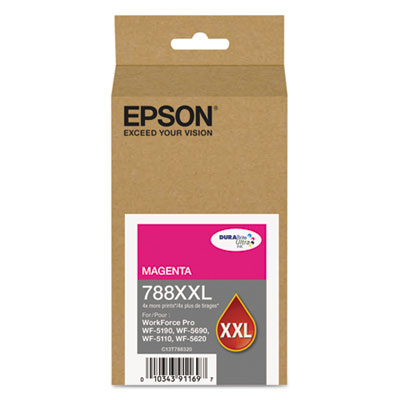 EPSON
EXCEED YOUR VISION
DURABrite
Ultra
INK
MAGENTA
788XXL
4x more prints*/4x plus de tirages*
For/Pour :
WorkForce Pro
WF-5190, WF-5690,
WF-5110, WF-5620
XXL
0 10343 91169 7